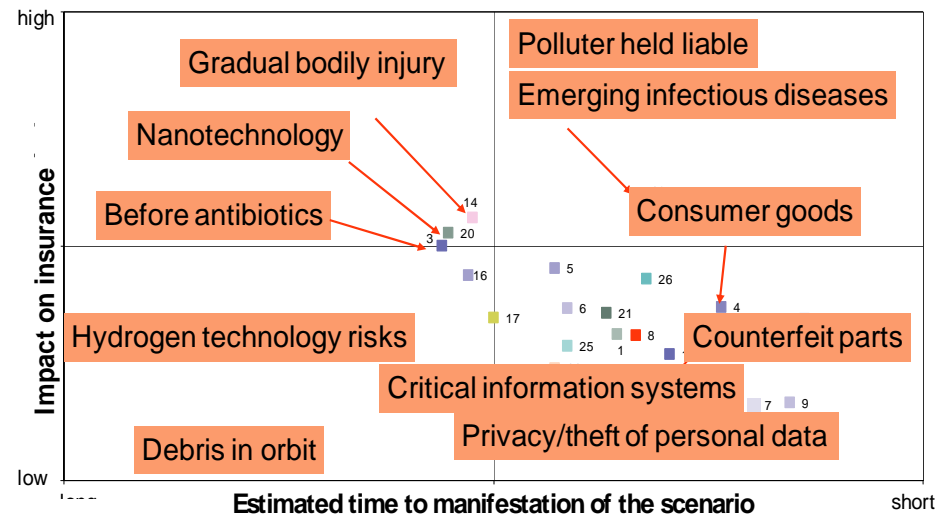 high
Polluter held liable
Gradual bodily injury
Emerging infectious diseases
Nanotechnology
Before antibiotics
Consumer goods
14
20
3
16
5
26
6
21
4
17
8
1
25
Hydrogen technology risks
Counterfeit parts
Critical information systems
7
9
Privacy/theft of personal data
Debris in orbit
Impact on insurance
low
Estimated time to manifestation of the scenario
short